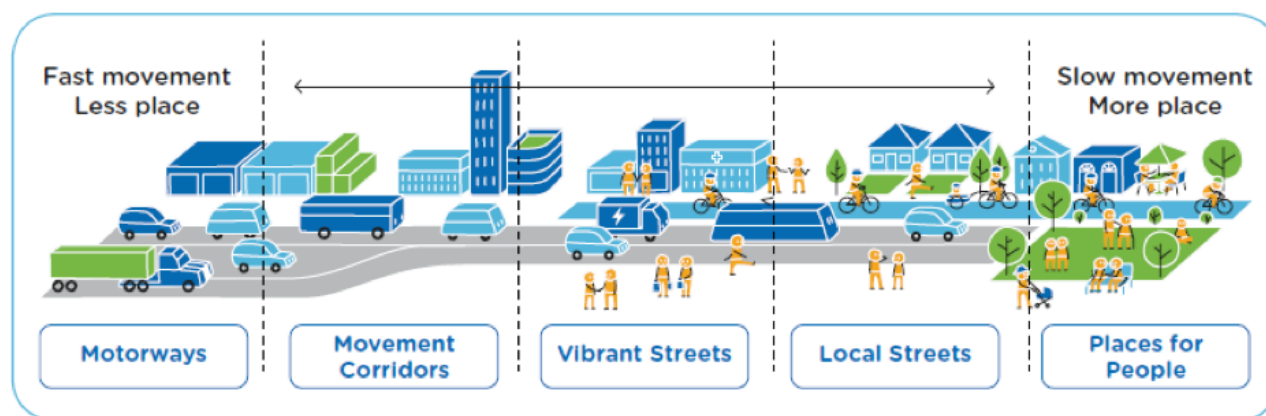 Fast movement
Less place
Slow movement
More place
Motorways
Movement
Corridors
Vibrant Streets
Local Streets
Places for
People